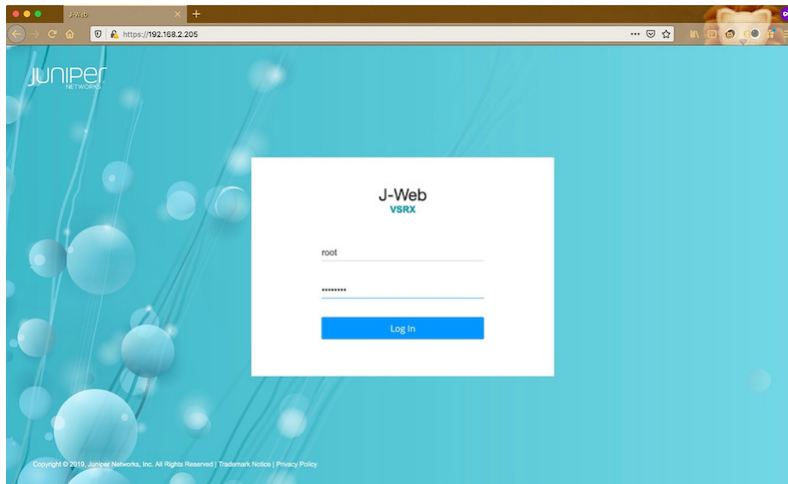 J-Web
https://192.168.2.205
JUNIPER
NETWORKS
J-Web
VSRX
root
••••••••
Log In
Copyright © 2019, Juniper Networks, Inc. All Rights Reserved | Trademark Notice | Privacy Policy